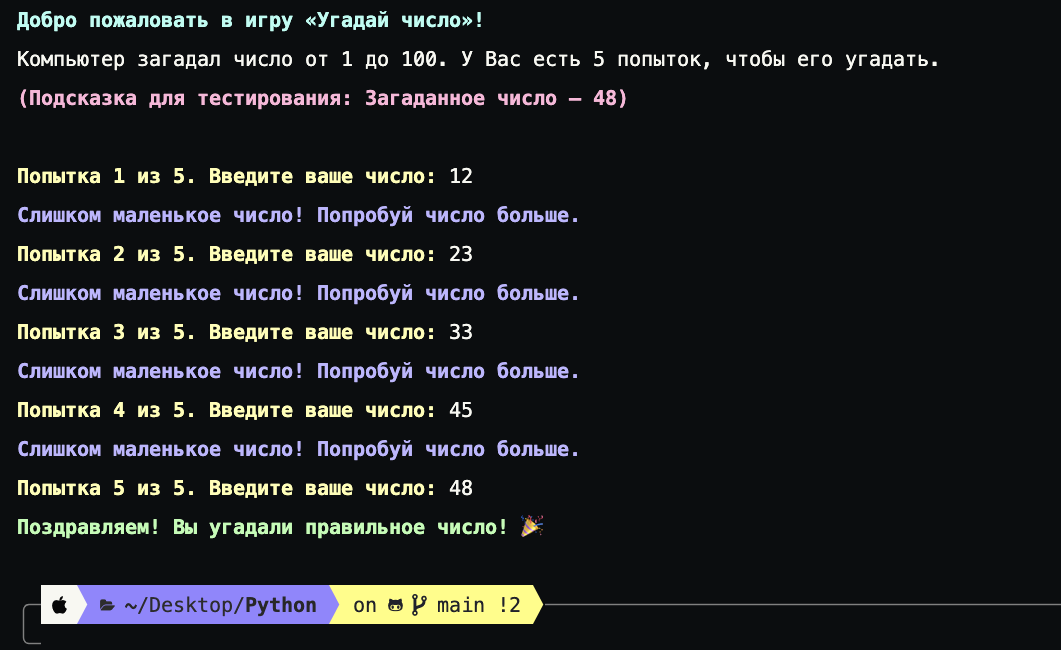 Добро пожаловать в игру «Угадай число»!
Компьютер загадал число от 1 до 100. У Вас есть 5 попыток, чтобы его угадать.
(Подсказка для тестирования: Загаданное число — 48)
Попытка 1 из 5. Введите ваше число: 12
Слишком маленькое число! Попробуй число больше.
Попытка 2 из 5. Введите ваше число: 23
Слишком маленькое число! Попробуй число больше.
Попытка 3 из 5. Введите ваше число: 33
Слишком маленькое число! Попробуй число больше.
Попытка 4 из 5. Введите ваше число: 45
Слишком маленькое число! Попробуй число больше.
Попытка 5 из 5. Введите ваше число: 48
Поздравляем! Вы угадали правильное число! 🎉
~/Desktop/Python on main !2